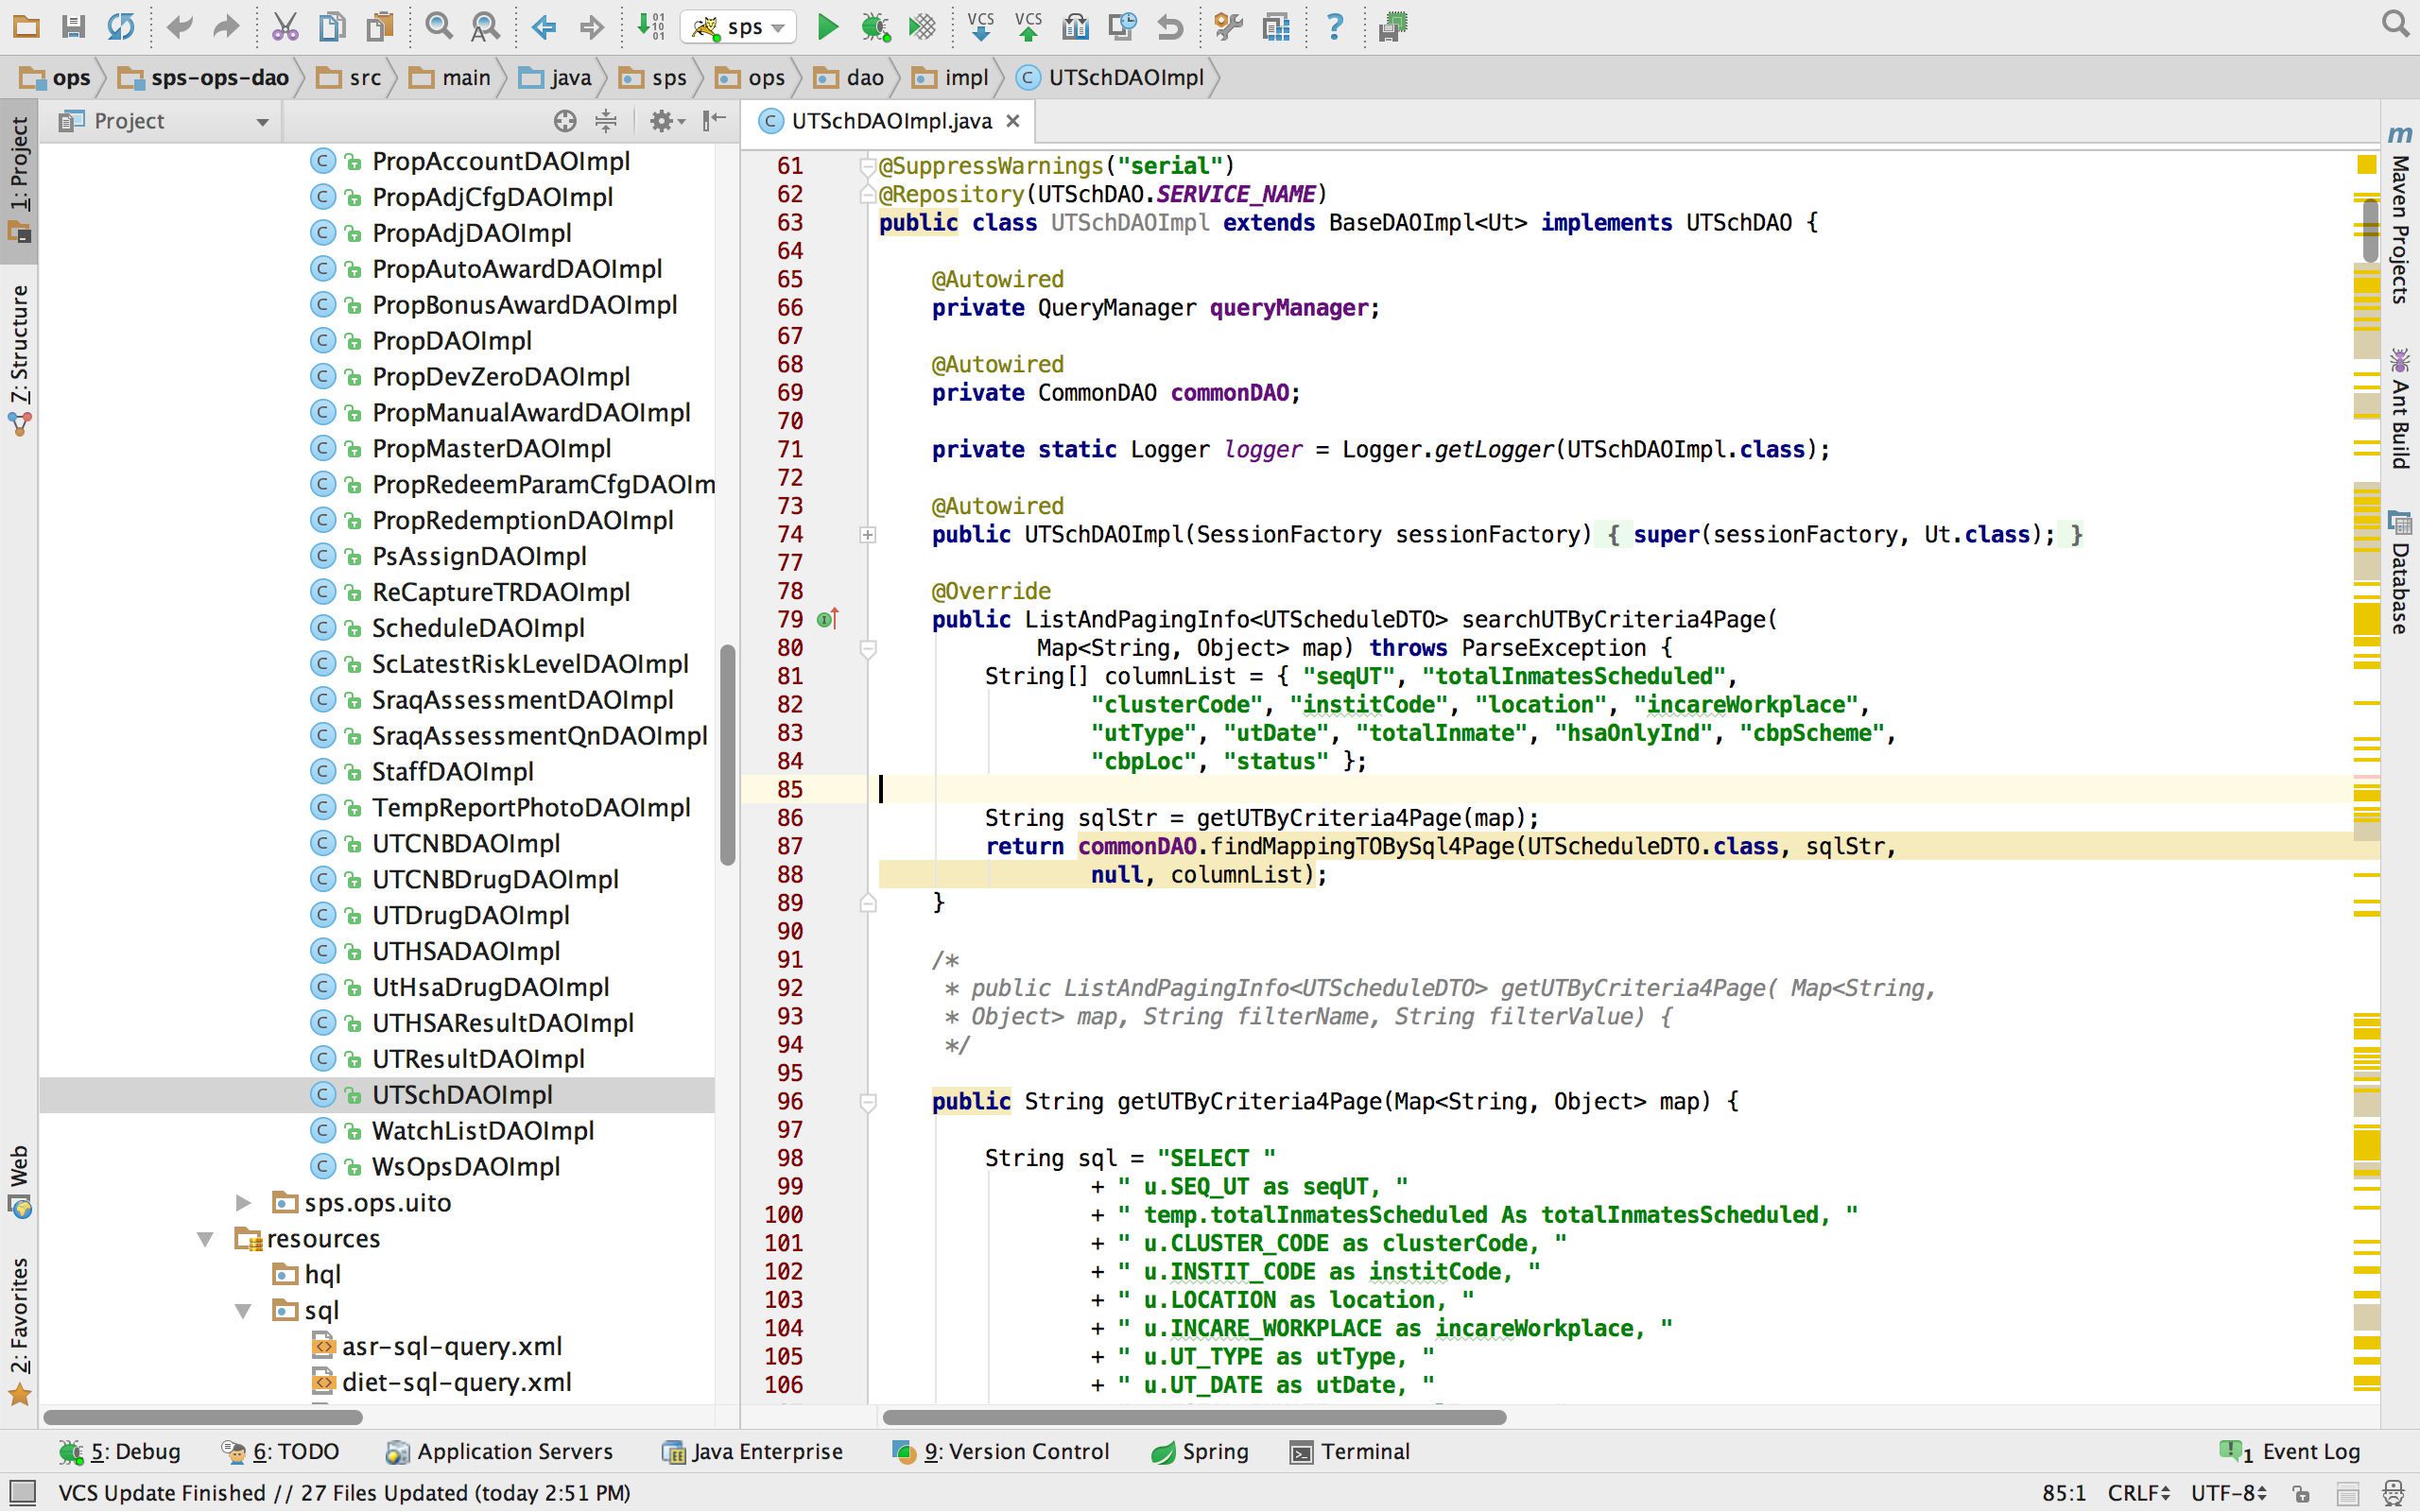 sps
VCS
VCS
ops
sps-ops-dao
src
main
java
sps
ops
dao
impl
UTSchDAOImpl
1: Project
7: Structure
Web
2: Favorites
Project
PropAccountDAOImpl
PropAdjCfgDAOImpl
PropAdjDAOImpl
PropAutoAwardDAOImpl
PropBonusAwardDAOImpl
PropDAOImpl
PropDevZeroDAOImpl
PropManualAwardDAOImpl
PropMasterDAOImpl
PropRedeemParamCfgDAOIm
PropRedemptionDAOImpl
PsAssignDAOImpl
ReCaptureTRDAOImpl
ScheduleDAOImpl
ScLatestRiskLevelDAOImpl
SraqAssessmentDAOImpl
SraqAssessmentQnDAOImpl
StaffDAOImpl
TempReportPhotoDAOImpl
UTCNBDAOImpl
UTCNBDrugDAOImpl
UTDrugDAOImpl
UTHSADAOImpl
UtHsaDrugDAOImpl
UTHSAResultDAOImpl
UTResultDAOImpl
UTSchDAOImpl
WatchListDAOImpl
WsOpsDAOImpl
sps.ops.uito
resources
hql
sql
asr-sql-query.xml
diet-sql-query.xml
UTSchDAOImpl.java
61 @SuppressWarnings("serial")
62 @Repository(UTSchDAO.SERVICE_NAME)
63 public class UTSchDAOImpl extends BaseDAOImpl<Ut> implements UTSchDAO {
64
65 @Autowired
66 private QueryManager queryManager;
67
68 @Autowired
69 private CommonDAO commonDAO;
70
71 private static Logger logger = Logger.getLogger(UTSchDAOImpl.class);
72
73 @Autowired
74 public UTSchDAOImpl(SessionFactory sessionFactory) { super(sessionFactory, Ut.class); }
77
78 @Override
79 public ListAndPagingInfo<UTScheduleDTO> searchUTByCriteria4Page(
80 Map<String, Object> map) throws ParseException {
81 String[] columnList = { "seqUT", "totalInmatesScheduled",
82 "clusterCode", "institCode", "location", "incareWorkplace",
83 "utType", "utDate", "totalInmate", "hsaOnlyInd", "cbpScheme",
84 "cbpLoc", "status" };
85
86 String sqlStr = getUTByCriteria4Page(map);
87 return commonDAO.findMappingTOBySql4Page(UTScheduleDTO.class, sqlStr,
88 null, columnList);
89 }
90
91 /*
92 * public ListAndPagingInfo<UTScheduleDTO> getUTByCriteria4Page( Map<String,
93 * Object> map, String filterName, String filterValue) {
94 */
95
96 public String getUTByCriteria4Page(Map<String, Object> map) {
97
98 String sql = "SELECT "
99 + " u.SEQ_UT as seqUT, "
100 + " temp.totalInmatesScheduled As totalInmatesScheduled, "
101 + " u.CLUSTER_CODE as clusterCode, "
102 + " u.INSTIT_CODE as institCode, "
103 + " u.LOCATION as location, "
104 + " u.INCARE_WORKPLACE as incareWorkplace, "
105 + " u.UT_TYPE as utType, "
106 + " u.UT_DATE as utDate, "
Maven Projects
Ant Build
Database
5: Debug
6: TODO
Application Servers
Java Enterprise
9: Version Control
Spring
Terminal
1 Event Log
VCS Update Finished // 27 Files Updated (today 2:51 PM)
85:1
CRLF
UTF-8